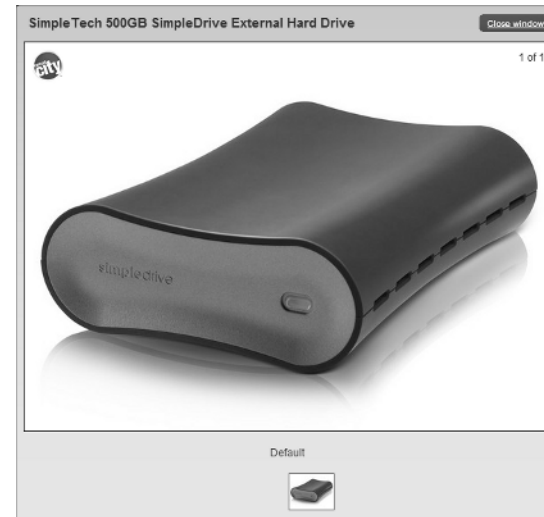 SimpleTech 500GB SimpleDrive External Hard Drive
Close window
city
1 of 1
simpledrive
Default